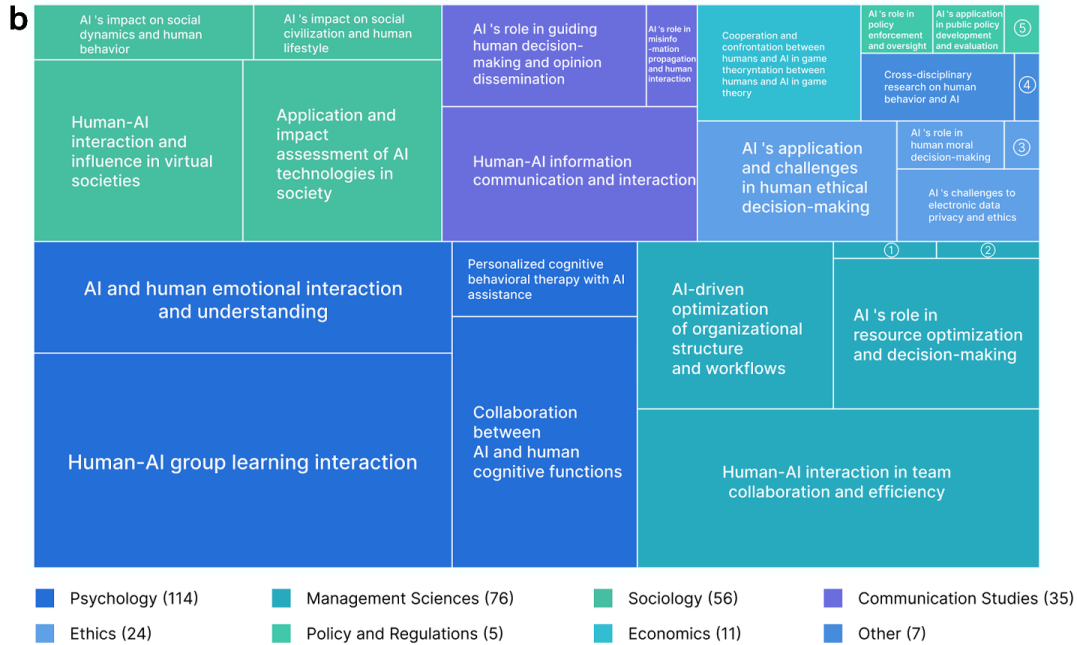 b
AI 's impact on social
dynamics and human
behavior
AI 's impact on social
civilization and human
lifestyle
Human-AI
interaction and
influence in virtual
societies
Application and
impact
assessment of AI
technologies in
society
AI 's role in guiding
human decision-
making and opinion
dissemination
AI 's role in
misinfo
-mation
propagation
and human
interaction
Human-AI information
communication and interaction
Cooperation and
confrontation between
humans and AI in game
theoryntation between
humans and AI in game
theory
AI 's role in
policy
enforcement
and oversight
AI 's application
in public policy
development
and evaluation
⑤
Cross-disciplinary
research on human
behavior and AI
④
AI 's application
and challenges
in human ethical
decision-making
AI 's role in
human moral
decision-making
③
AI 's challenges to
electronic data
privacy and ethics
AI and human emotional interaction
and understanding
Human-AI group learning interaction
Personalized cognitive
behavioral therapy with AI
assistance
Collaboration
between
AI and human
cognitive functions
AI-driven
optimization
of organizational
structure
and workflows
①
②
AI 's role in
resource optimization
and decision-making
Human-AI interaction in team
collaboration and efficiency
Psychology (114)
Management Sciences (76)
Sociology (56)
Communication Studies (35)
Ethics (24)
Policy and Regulations (5)
Economics (11)
Other (7)